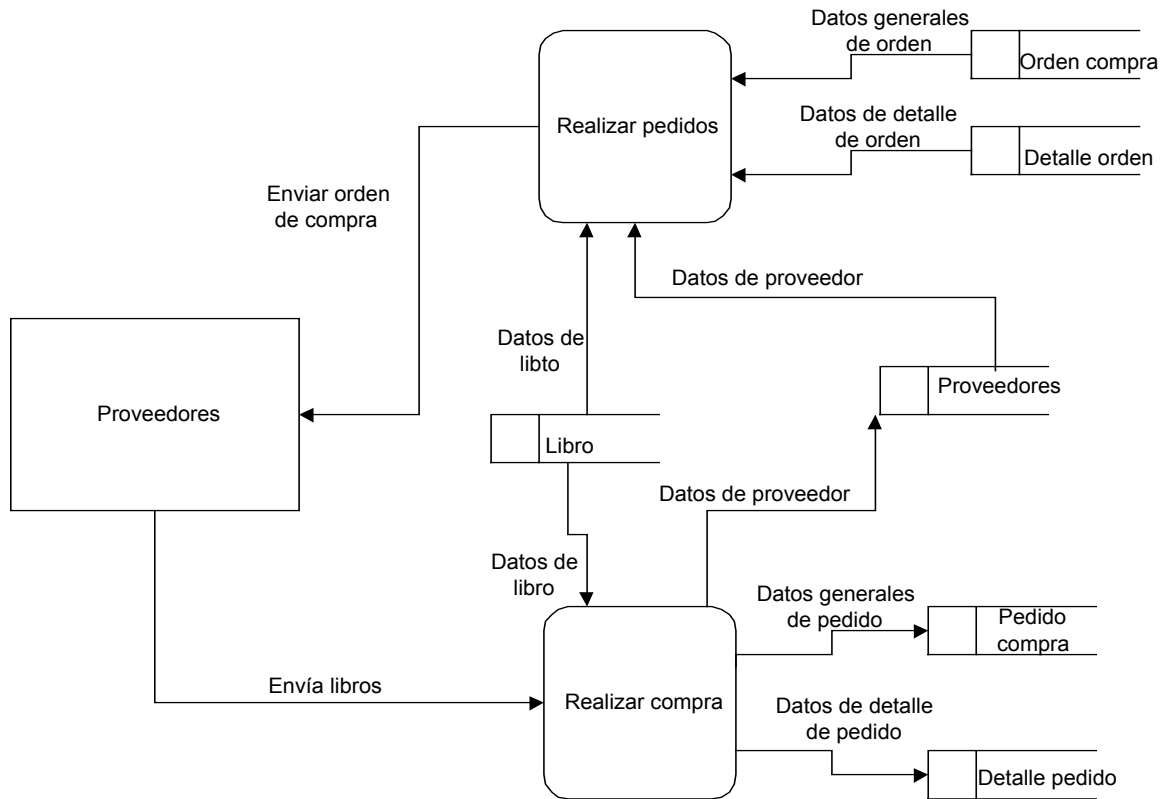 Datos generales
de orden
Orden compra
Realizar pedidos
Datos de detalle
de orden
Detalle orden
Enviar orden
de compra
Datos de proveedor
Datos de
libto
Proveedores
Proveedores
Libro
Datos de proveedor
Datos de
libro
Datos generales
de pedido
Pedido
compra
Envía libros
Realizar compra
Datos de detalle
de pedido
Detalle pedido